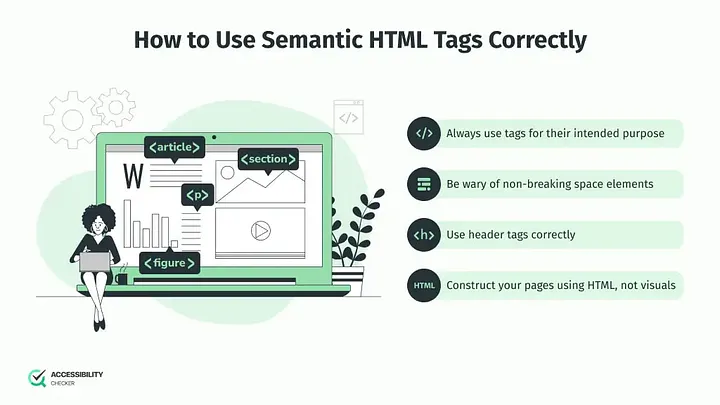 How to Use Semantic HTML Tags Correctly
<article>
<section>
W
<p>
<figure>
</>
</> Always use tags for their intended purpose
Be wary of non-breaking space elements
<h> Use header tags correctly
HTML Construct your pages using HTML, not visuals
ACCESSIBILITY
CHECKER